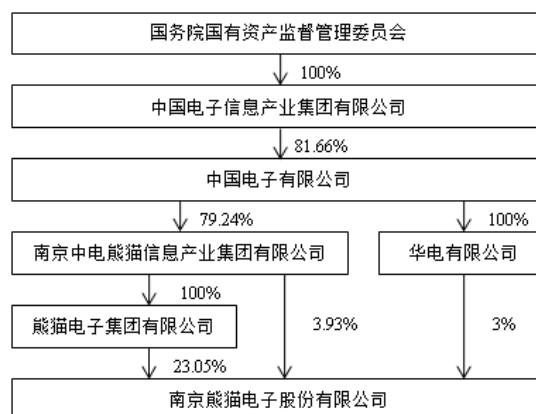 国务院国有资产监督管理委员会
100%
中国电子信息产业集团有限公司
81.66%
中国电子有限公司
79.24%
100%
南京中电熊猫信息产业集团有限公司
华电有限公司
100%
熊猫电子集团有限公司
3.93%
3%
23.05%
南京熊猫电子股份有限公司